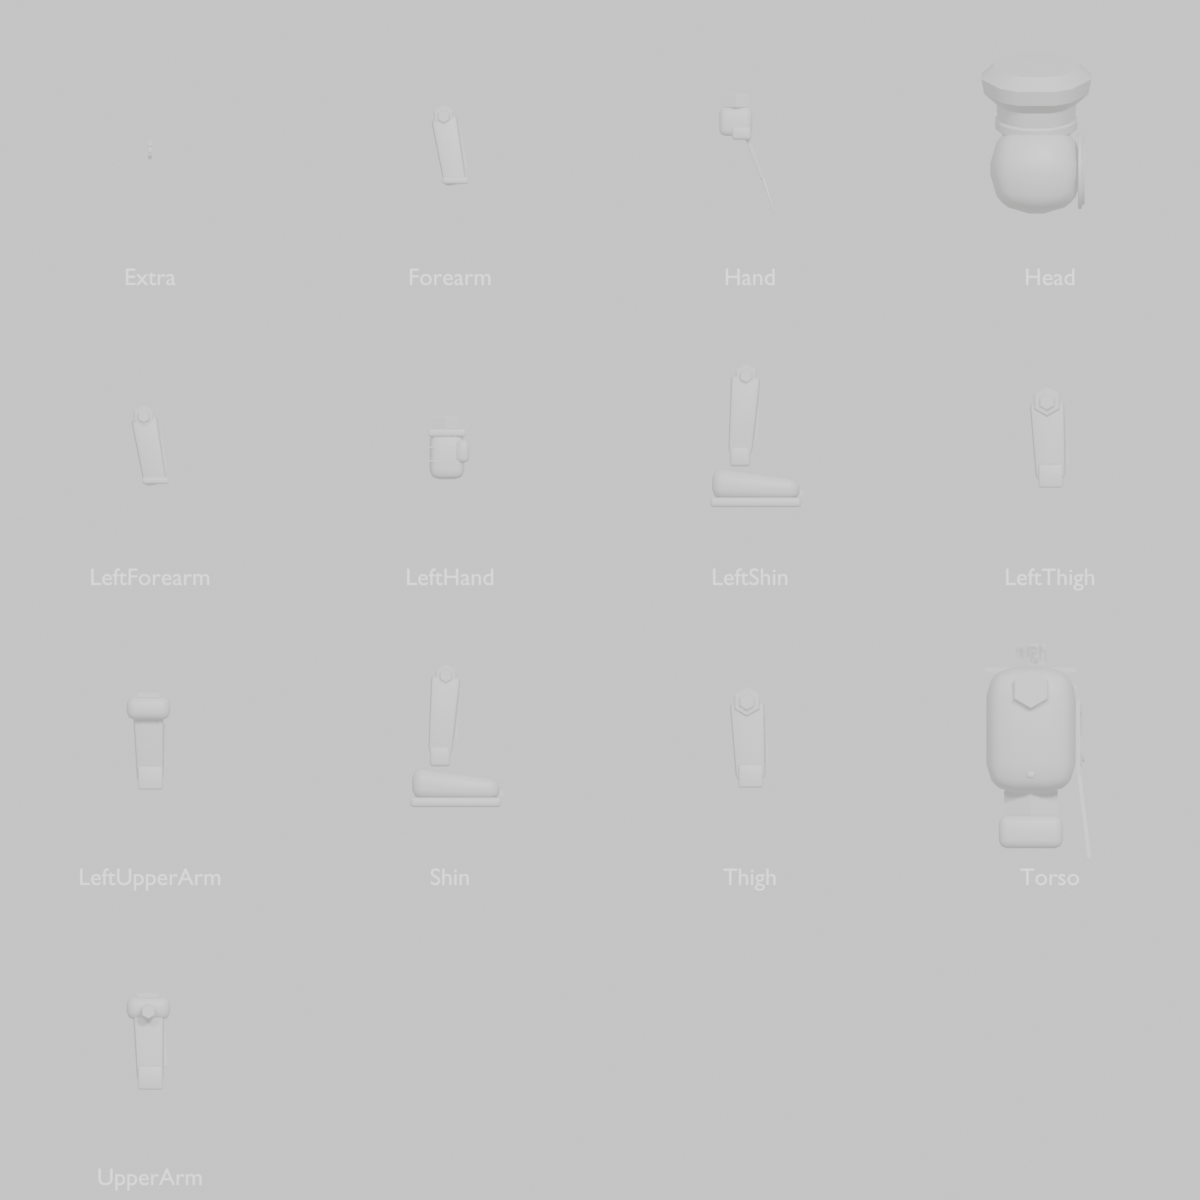 Extra
Forearm
Hand
Head
LeftForearm
LeftHand
LeftShin
LeftThigh
LeftUpperArm
Shin
Thigh
Torso
UpperArm